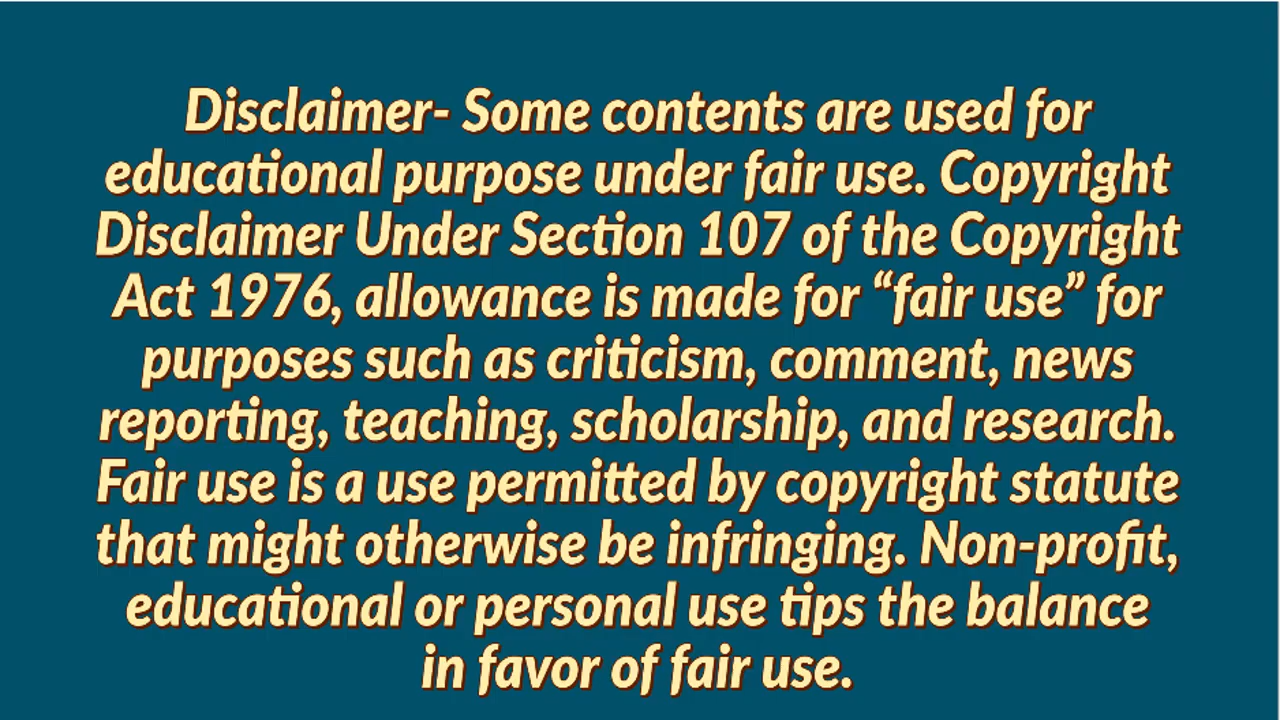 Disclaimer- Some contents are used for
educational purpose under fair use. Copyright
Disclaimer Under Section 107 of the Copyright
Act 1976, allowance is made for “fair use” for
purposes such as criticism, comment, news
reporting, teaching, scholarship, and research.
Fair use is a use permitted by copyright statute
that might otherwise be infringing. Non-profit,
educational or personal use tips the balance
in favor of fair use.